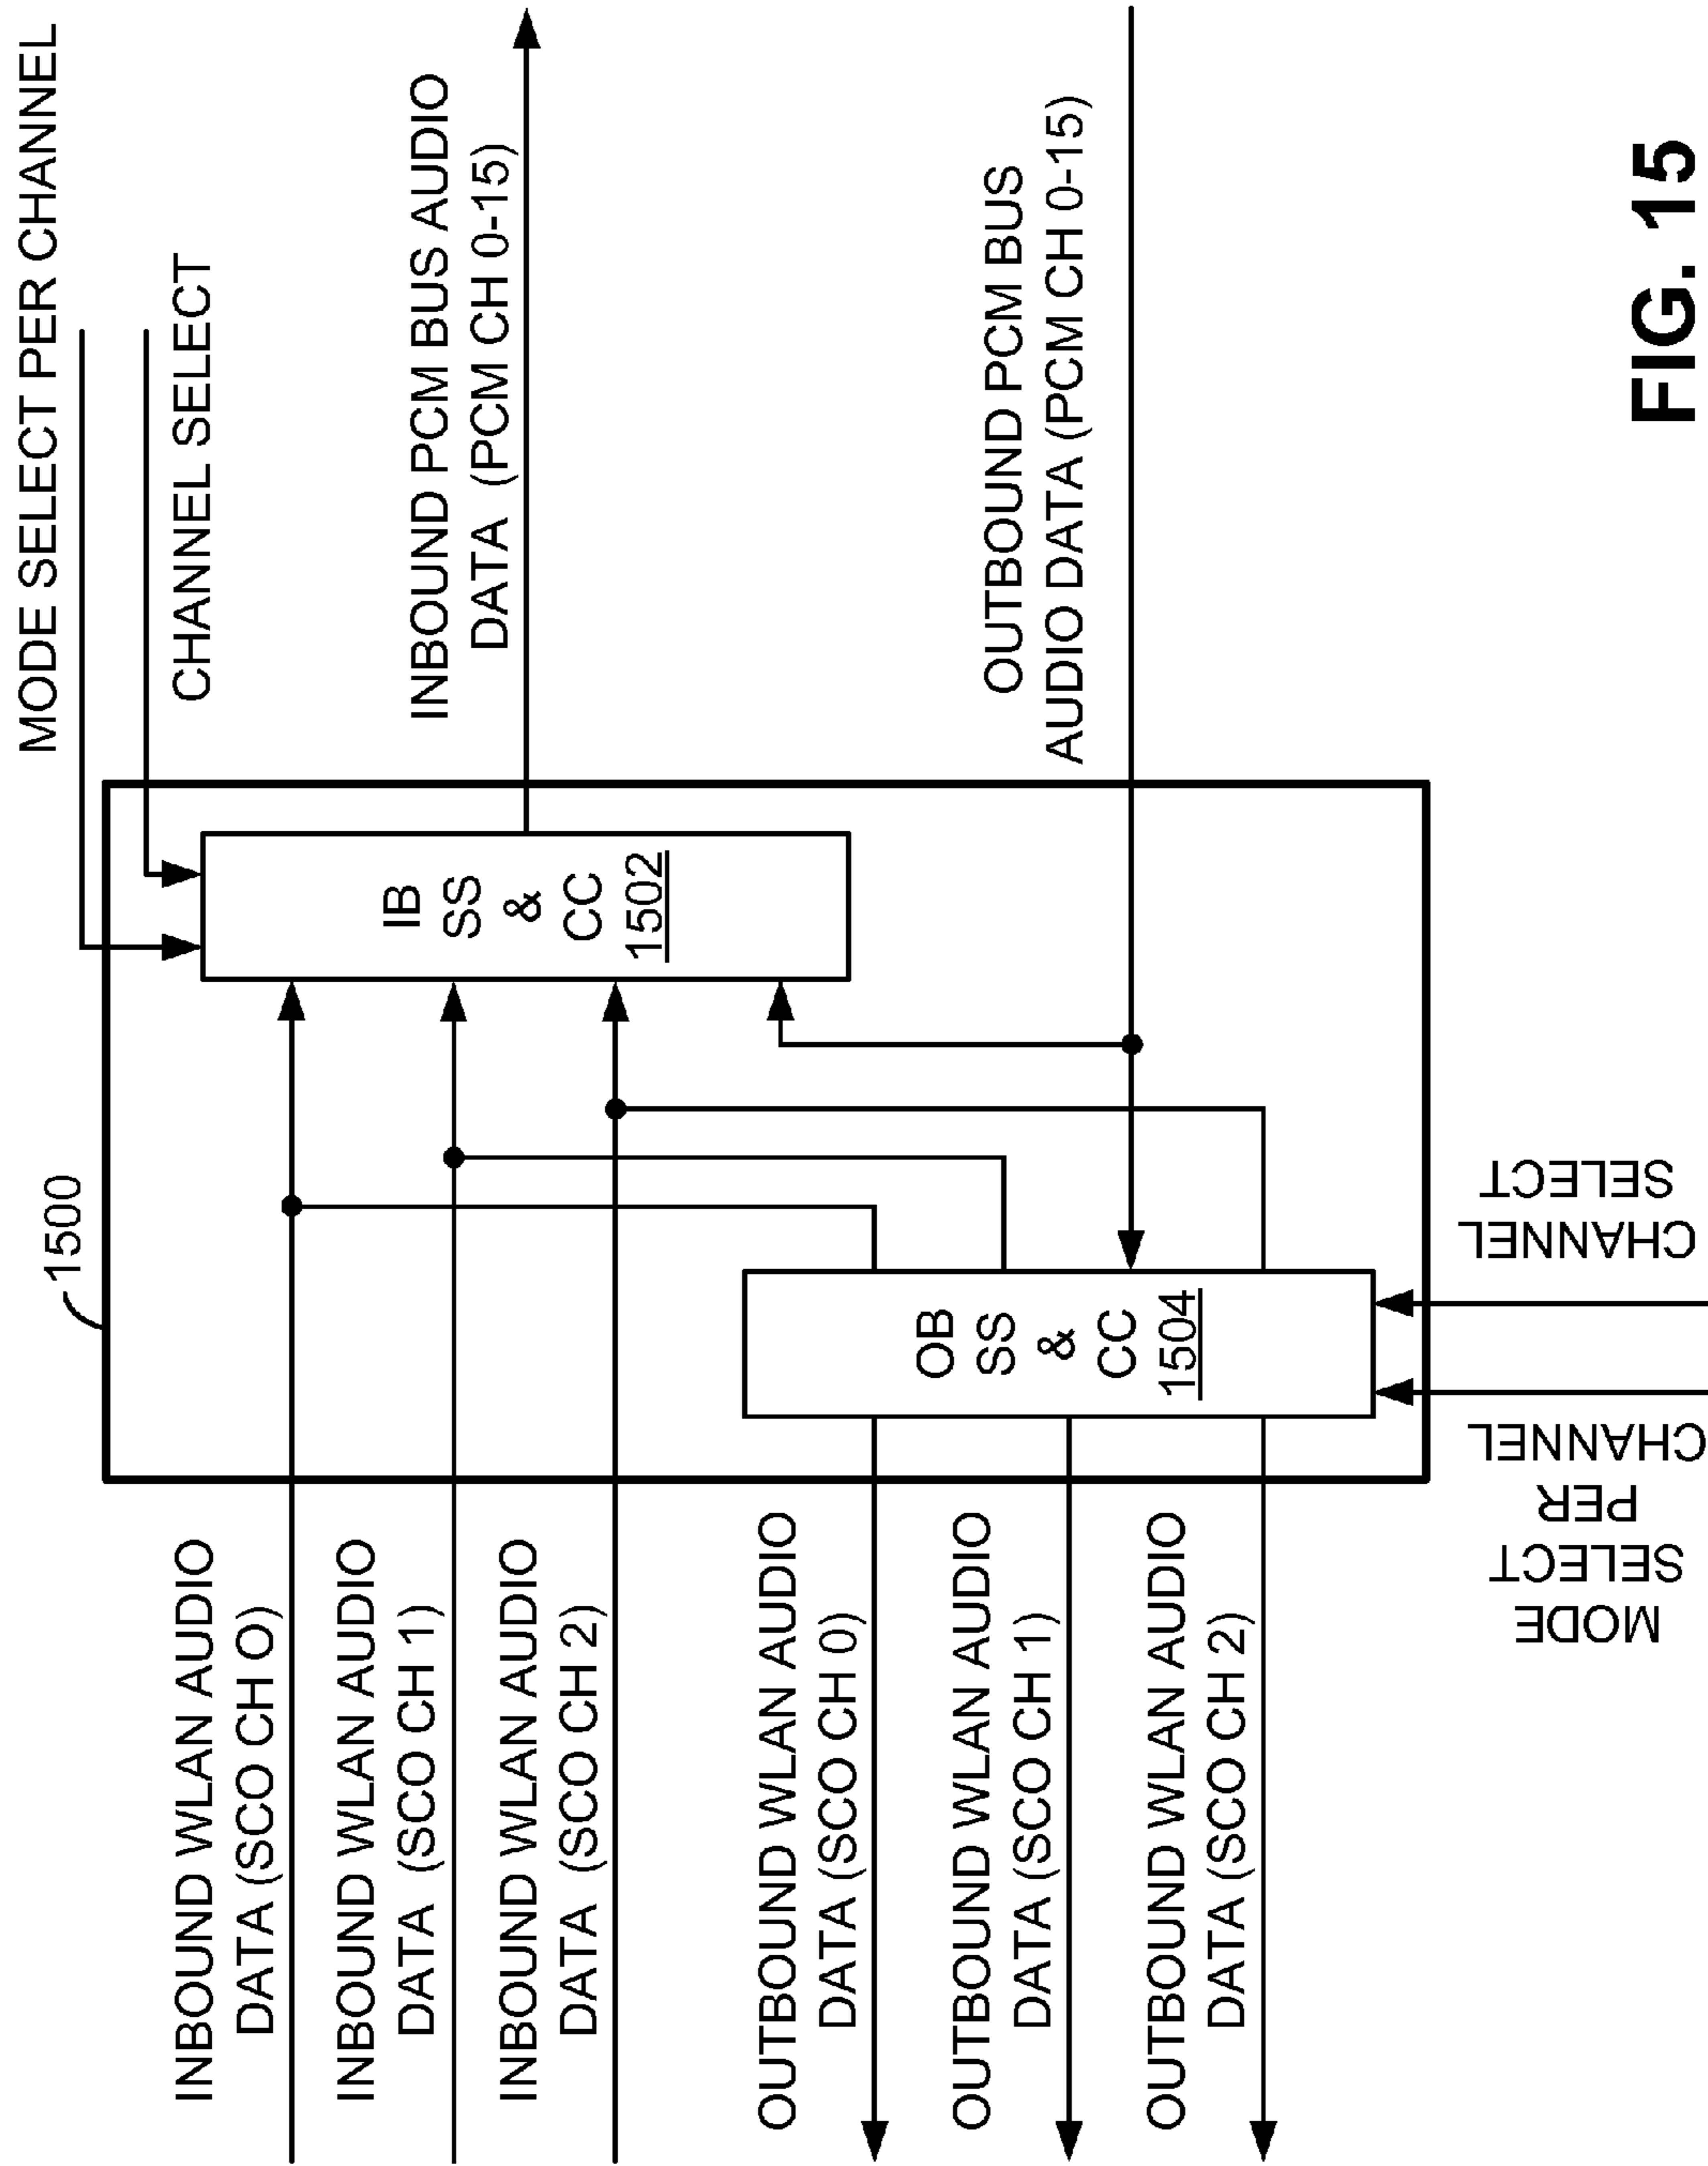 1500
MODE SELECT PER CHANNEL
CHANNEL SELECT
INBOUND WLAN AUDIO
DATA (SCO CH O)
INBOUND WLAN AUDIO
DATA (SCO CH 1)
INBOUND WLAN AUDIO
DATA (SCO CH 2)
IB
SS
&
CC
1502
INBOUND PCM BUS AUDIO
DATA (PCM CH 0-15)
OUTBOUND WLAN AUDIO
DATA (SCO CH 0)
OUTBOUND WLAN AUDIO
DATA (SCO CH 1)
OUTBOUND WLAN AUDIO
DATA (SCO CH 2)
OB
SS
&
CC
1504
OUTBOUND PCM BUS
AUDIO DATA (PCM CH 0-15)
MODE
SELECT
PER
CHANNEL
CHANNEL
SELECT
FIG. 15